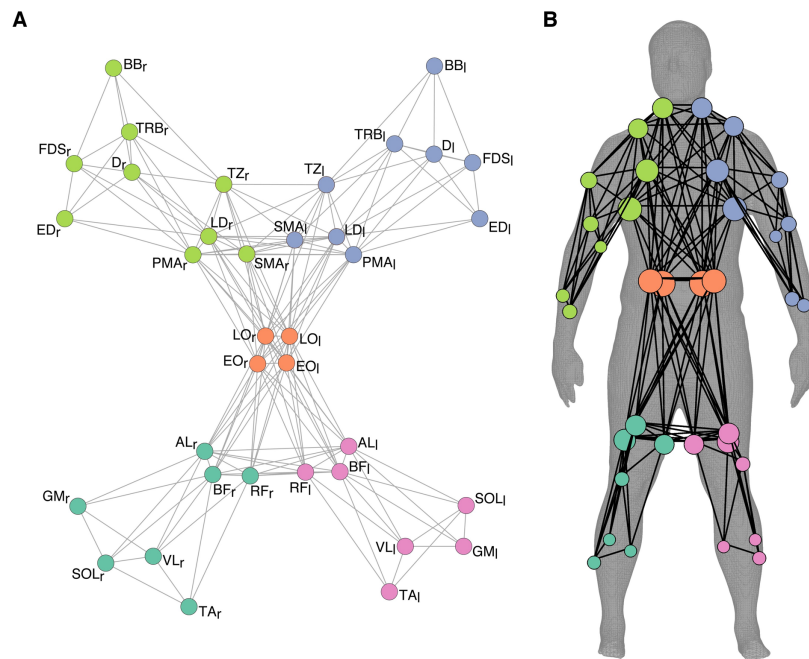 A
B
BBr
BBl
TRBr
TRBl
FDSr
Dr
Dl
FDSl
TZr
TZl
EDr
LDr
SMAl
LDl
EDl
PMAr
SMAr
PMAl
LOr
LOl
EOr
EOl
ALr
ALl
BFr
RFr
RFl
BFl
GMr
SOLl
VLr
VLl
GMl
SOLr
TAr
TAl